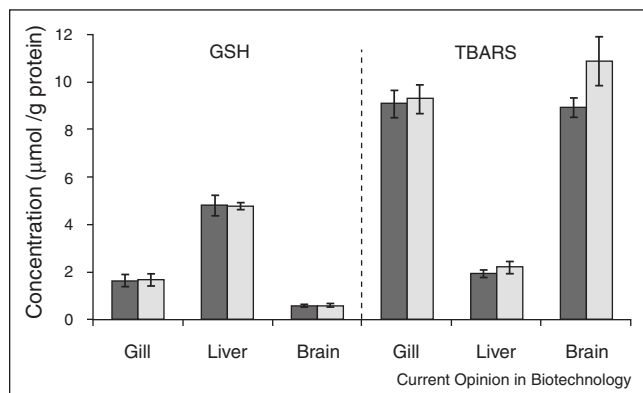 GSH
TBARS
Concentration (μmol /g protein)
12
10
8
6
4
2
0
Gill Liver Brain Gill Liver Brain
Current Opinion in Biotechnology